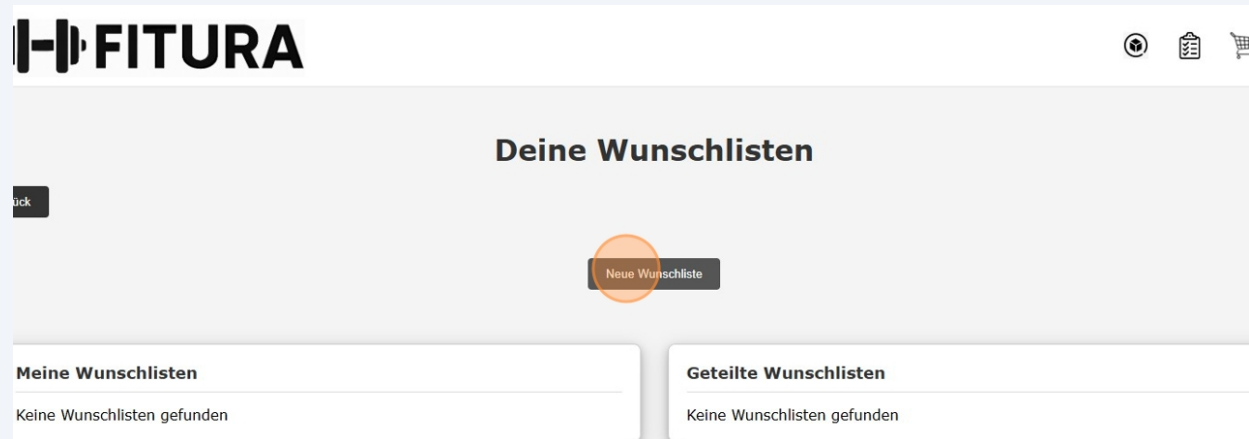 FITURA
Deine Wunschlisten
ück
Neue Wunschliste
Meine Wunschlisten
Keine Wunschlisten gefunden
Geteilte Wunschlisten
Keine Wunschlisten gefunden